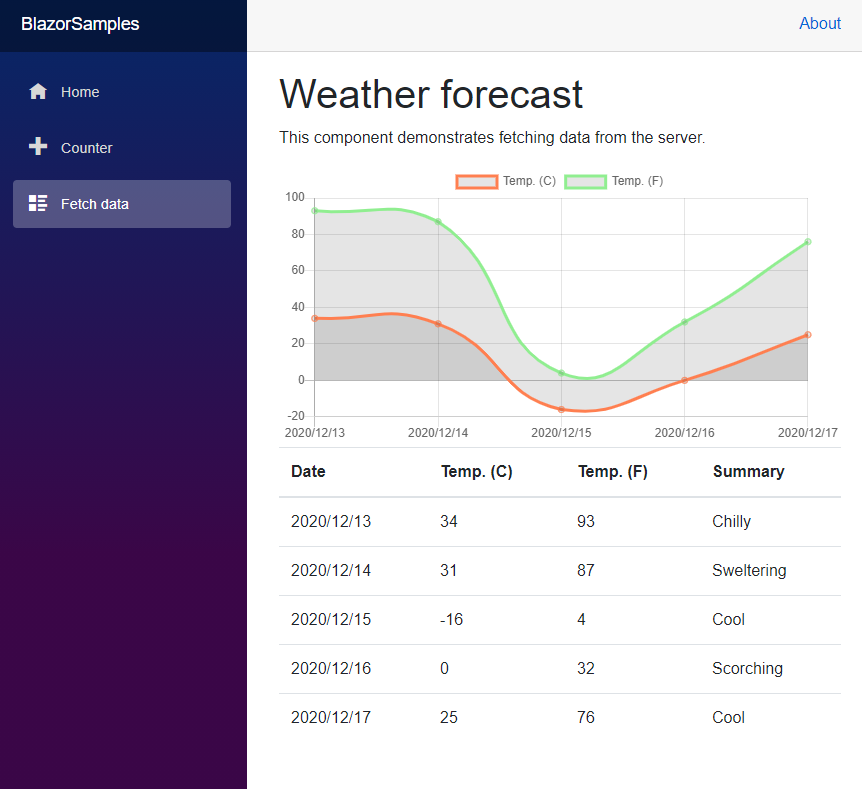 BlazorSamples
About
Home
Counter
Fetch data
Weather forecast
This component demonstrates fetching data from the server.
Temp. (C) Temp. (F)
100
80
60
40
20
0
-20
2020/12/13 2020/12/14 2020/12/15 2020/12/16 2020/12/17
Date Temp. (C) Temp. (F) Summary
2020/12/13 34 93 Chilly
2020/12/14 31 87 Sweltering
2020/12/15 -16 4 Cool
2020/12/16 0 32 Scorching
2020/12/17 25 76 Cool